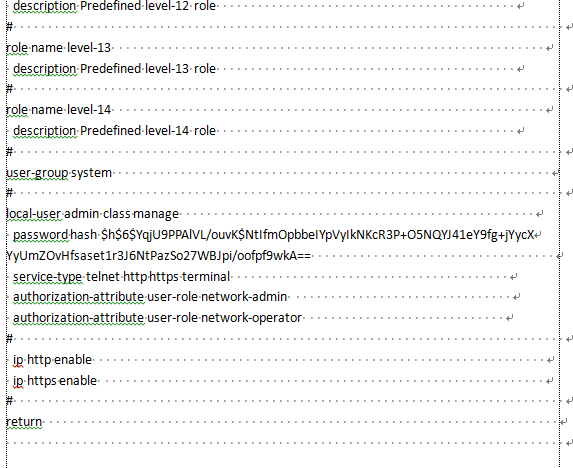 description Predefined level-12 role
#
role name level-13
description Predefined level-13 role
#
role name level-14
description Predefined level-14 role
#
user-group system
#
local-user admin class manage
password hash $h$6$YqjU9PPAlVL/ouvK$NtIfmOpbbeIYpVyIkNKcR3P+O5NQYJ41eY9fg+jYycX
YyUmZOvHfsaset1r3J6NtPazSo27WBJpi/oofpf9wkA==
service-type telnet http https terminal
authorization-attribute user-role network-admin
authorization-attribute user-role network-operator
#
ip http enable
ip https enable
#
return